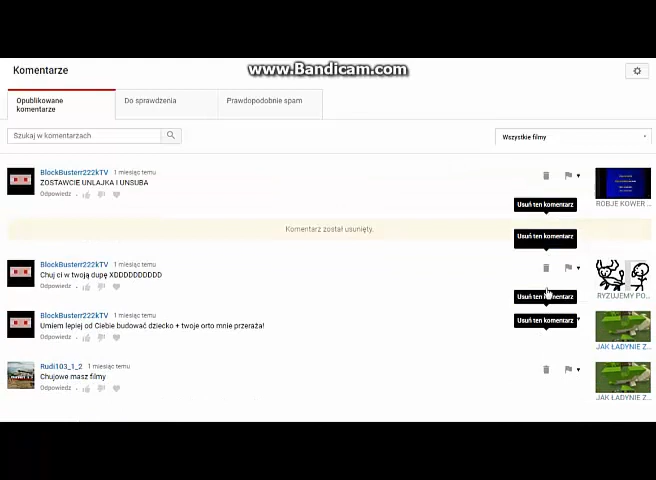 www.Bandicam.com
Komentarze
Opublikowane
komentarze
Do sprawdzenia
Prawdopodobnie spam
Szukaj w komentarzach
Wszystkie filmy
BlockBusterr222kTV 1 miesiąc temu
ZOSTAWCIE UNLAJKA I UNSUBA
Odpowiedz
ROBJE KOWER ...
Usuń ten komentarz
Komentarz został usunięty.
Usuń ten komentarz
BlockBusterr222kTV 1 miesiąc temu
Chuj ci w twoją dupę XDDDDDDDDDD
Odpowiedz
RYZUJEMY PO...
Usuń ten komentarz
BlockBusterr222kTV 1 miesiąc temu
Umiem lepiej od Ciebie budować dziecko + twoje orto mnie przeraża!
Odpowiedz
Usuń ten komentarz
JAK ŁADYNIE Z...
Rudi103_1_2 1 miesiąc temu
Chujowe masz filmy
Odpowiedz
JAK ŁADYNIE Z...